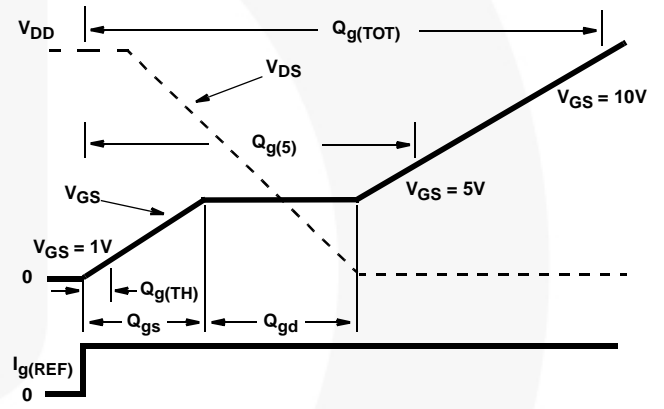 V_DD
Q_g(TOT)
V_DS
V_GS = 10V
Q_g(5)
V_GS
V_GS = 5V
V_GS = 1V
0
Q_g(TH)
Q_gs
Q_gd
I_g(REF)
0